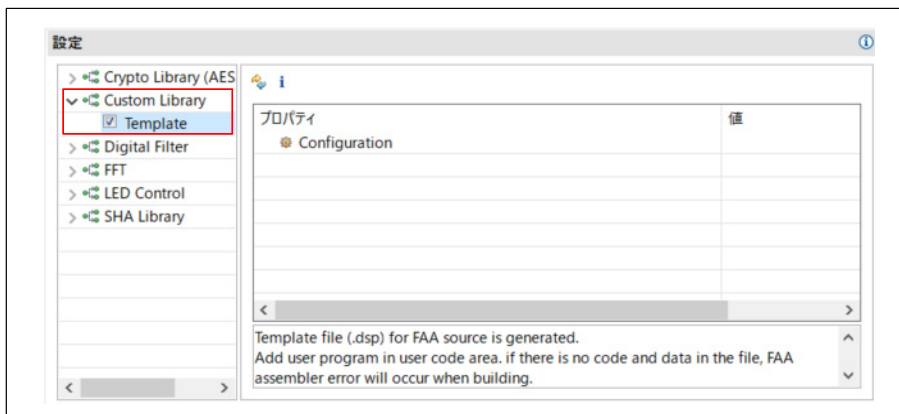 設定
Crypto Library (AES
Custom Library
Template
Digital Filter
FFT
LED Control
SHA Library
プロパティ 値
Configuration
Template file (.dsp) for FAA source is generated.
Add user program in user code area. if there is no code and data in the file, FAA
assembler error will occur when building.